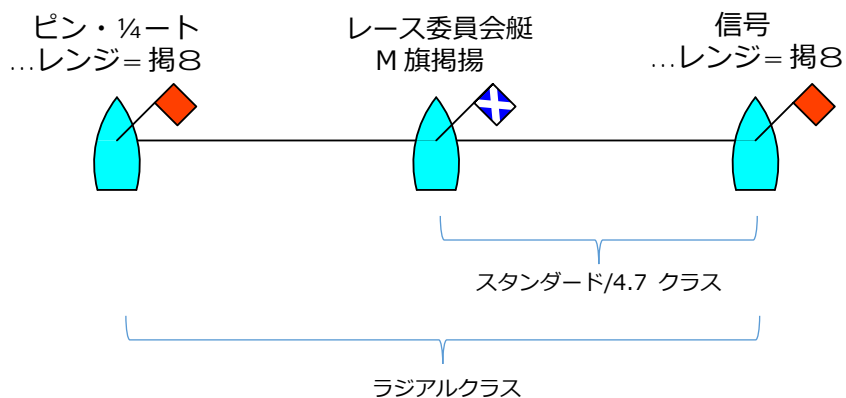 ピン・¼ート
…レンジ= 掲８
レース委員会艇
M 旗掲揚
信号
…レンジ= 掲８
スタンダード/4.7 クラス
ラジアルクラス